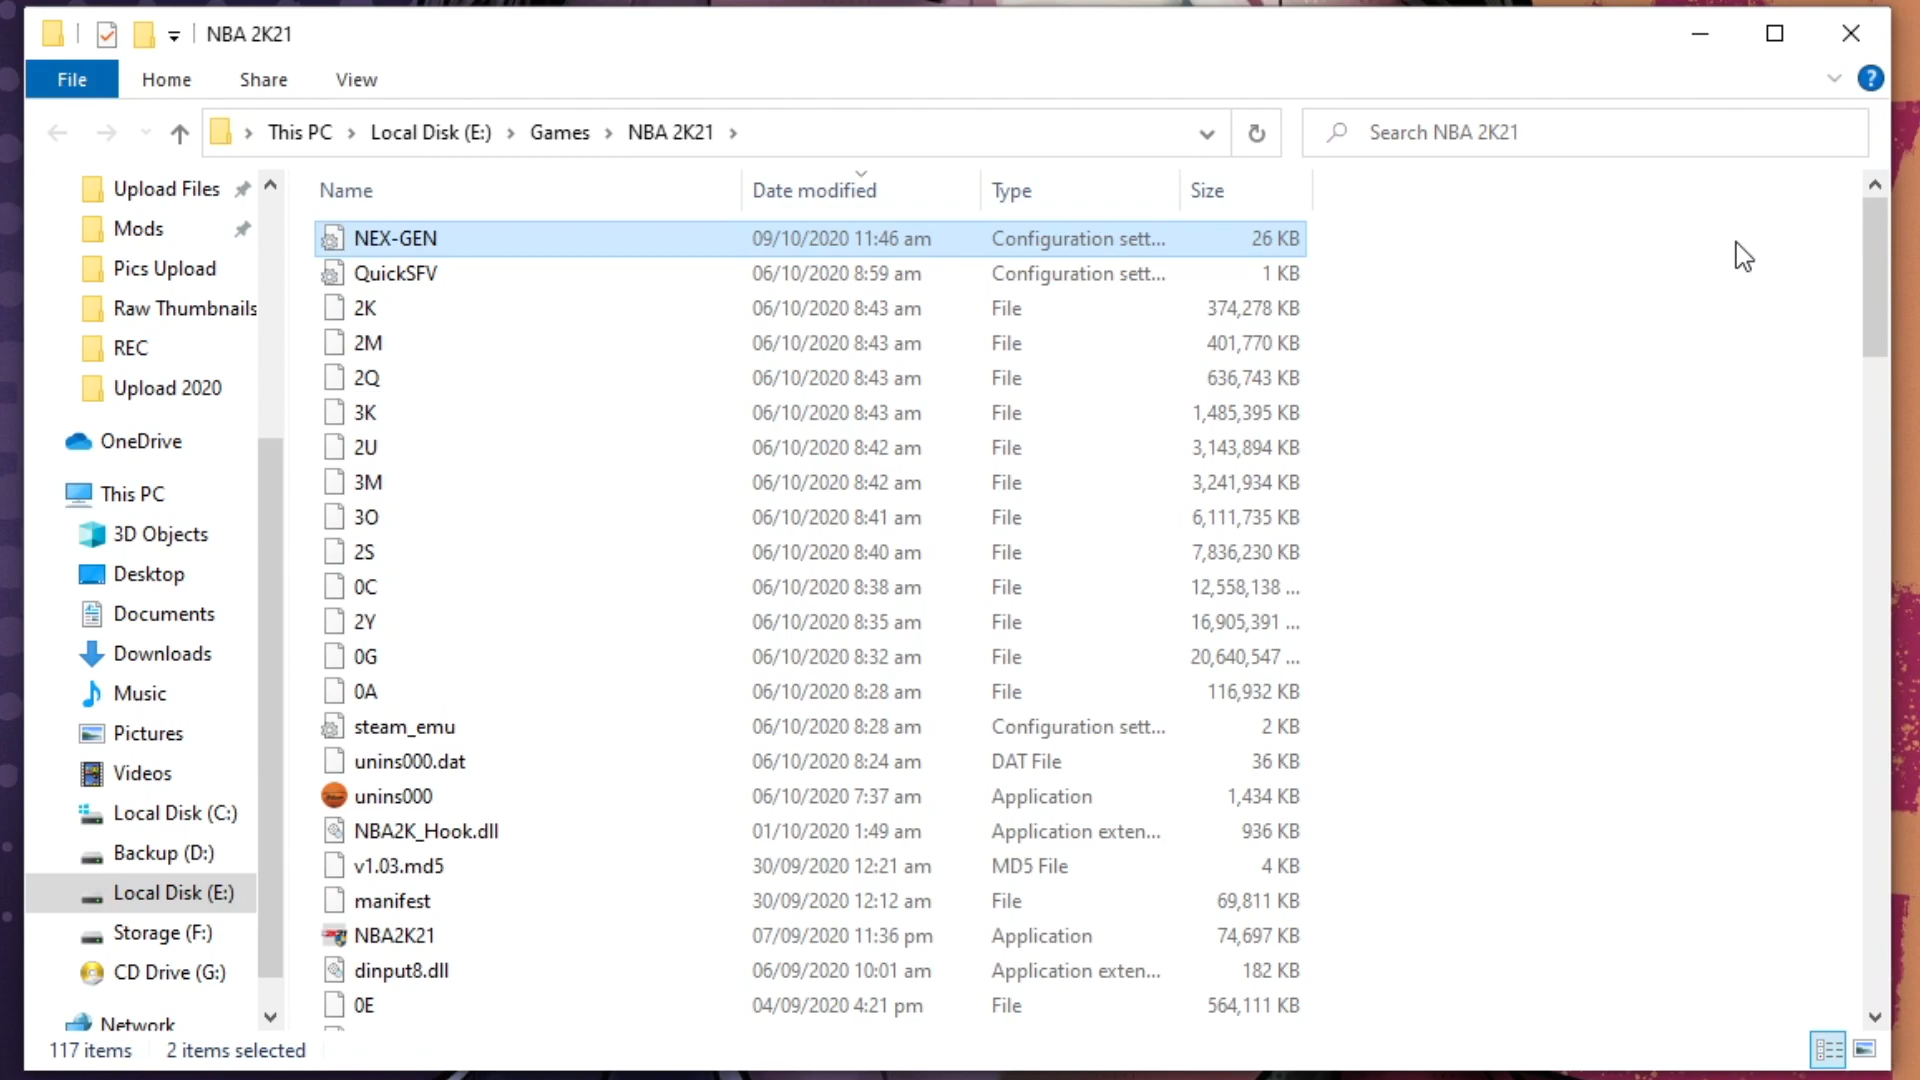 NBA 2K21
File Home Share View
This PC Local Disk (E:) Games NBA 2K21 Search NBA 2K21
Upload Files
Mods
Pics Upload
Raw Thumbnails
REC
Upload 2020
OneDrive
This PC
3D Objects
Desktop
Documents
Downloads
Music
Pictures
Videos
Local Disk (C:)
Backup (D:)
Local Disk (E:)
Storage (F:)
CD Drive (G:)
Network
Name Date modified Type Size
NEX-GEN 09/10/2020 11:46 am Configuration sett... 26 KB
QuickSFV 06/10/2020 8:59 am Configuration sett... 1 KB
2K 06/10/2020 8:43 am File 374,278 KB
2M 06/10/2020 8:43 am File 401,770 KB
2Q 06/10/2020 8:43 am File 636,743 KB
3K 06/10/2020 8:43 am File 1,485,395 KB
2U 06/10/2020 8:42 am File 3,143,894 KB
3M 06/10/2020 8:42 am File 3,241,934 KB
3O 06/10/2020 8:41 am File 6,111,735 KB
2S 06/10/2020 8:40 am File 7,836,230 KB
0C 06/10/2020 8:38 am File 12,558,138 ...
2Y 06/10/2020 8:35 am File 16,905,391 ...
0G 06/10/2020 8:32 am File 20,640,547 ...
0A 06/10/2020 8:28 am File 116,932 KB
steam_emu 06/10/2020 8:28 am Configuration sett... 2 KB
unins000.dat 06/10/2020 8:24 am DAT File 36 KB
unins000 06/10/2020 7:37 am Application 1,434 KB
NBA2K_Hook.dll 01/10/2020 1:49 am Application exten... 936 KB
v1.03.md5 30/09/2020 12:21 am MD5 File 4 KB
manifest 30/09/2020 12:12 am File 69,811 KB
NBA2K21 07/09/2020 11:36 pm Application 74,697 KB
dinput8.dll 06/09/2020 10:01 am Application exten... 182 KB
0E 04/09/2020 4:21 pm File 564,111 KB
117 items 2 items selected